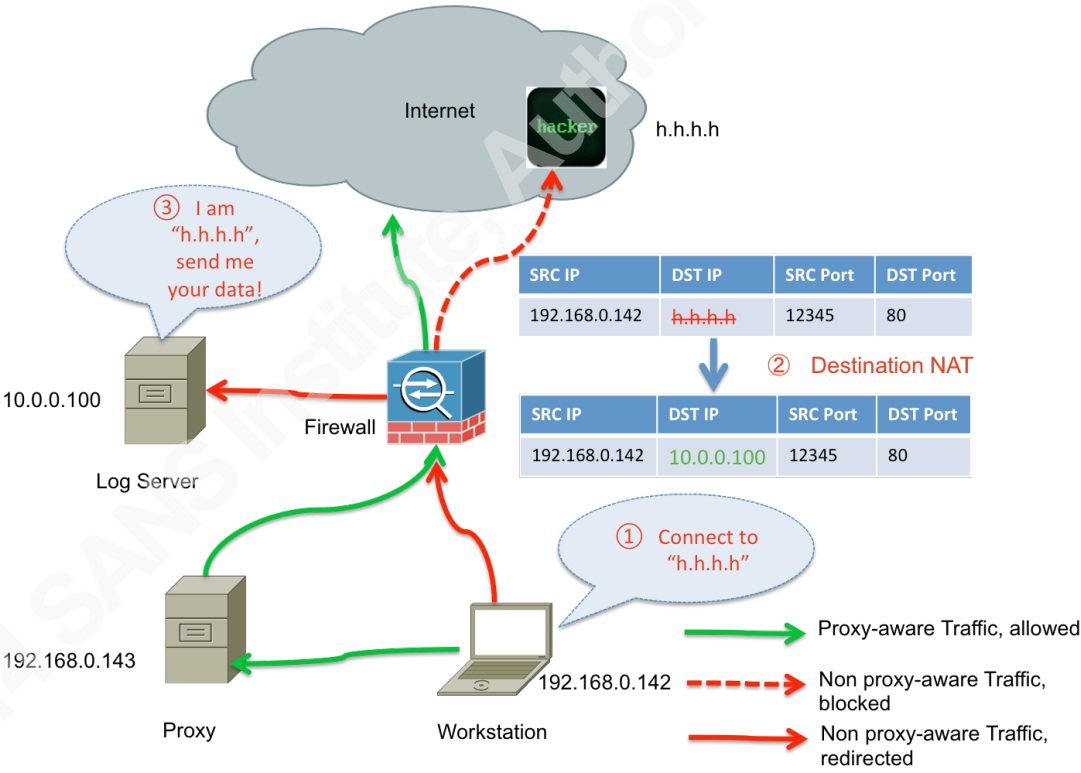 Internet
hacker
h.h.h.h
③ I am
“h.h.h.h”,
send me
your data!
SRC IP DST IP SRC Port DST Port
192.168.0.142 h.h.h.h 12345 80
② Destination NAT
SRC IP DST IP SRC Port DST Port
192.168.0.142 10.0.0.100 12345 80
10.0.0.100
Firewall
Log Server
① Connect to
“h.h.h.h”
192.168.0.143
Proxy
192.168.0.142
Workstation
Proxy-aware Traffic, allowed
Non proxy-aware Traffic,
blocked
Non proxy-aware Traffic,
redirected
4 SANS Institute, Author